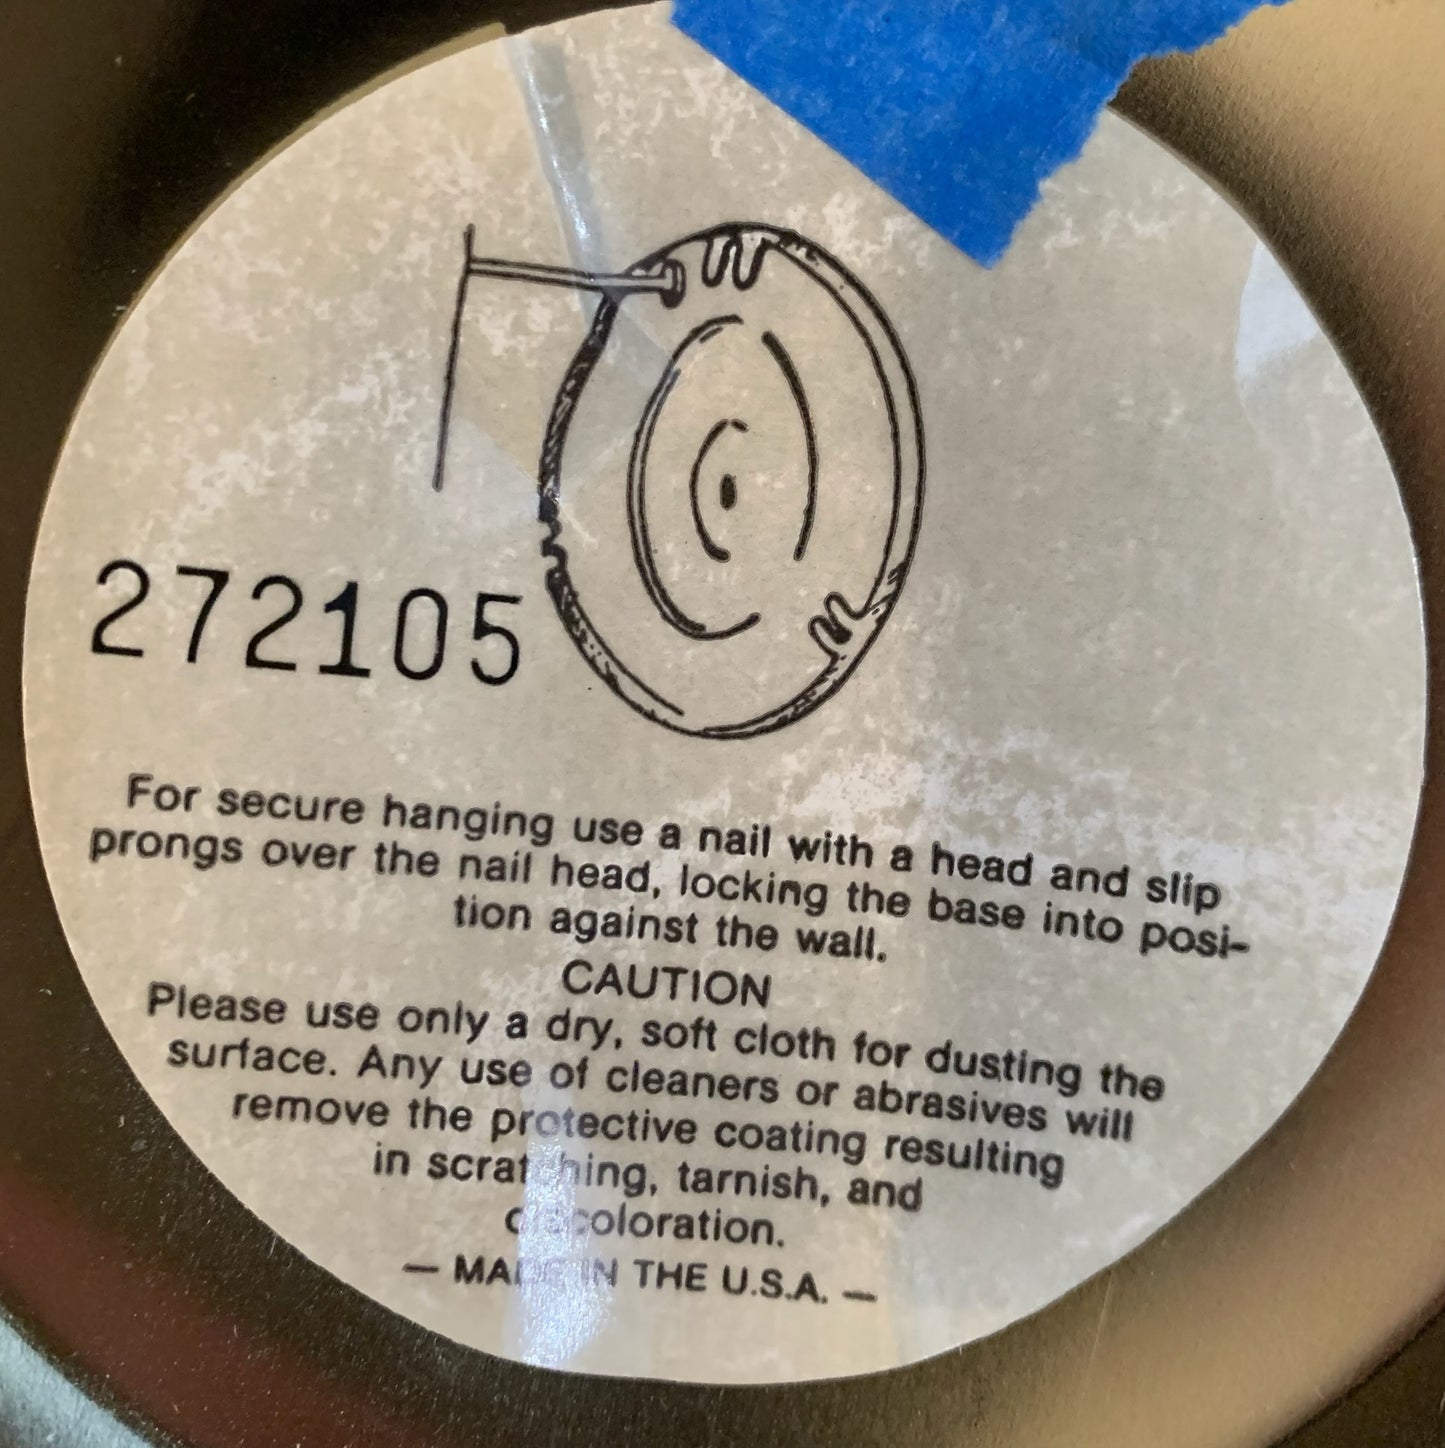 272105
For secure hanging use a nail with a head and slip
prongs over the nail head, locking the base into posi-
tion against the wall.
CAUTION
Please use only a dry, soft cloth for dusting the
surface. Any use of cleaners or abrasives will
remove the protective coating resulting
in scratching, tarnish, and
discoloration.
— MADE IN THE U.S.A. —